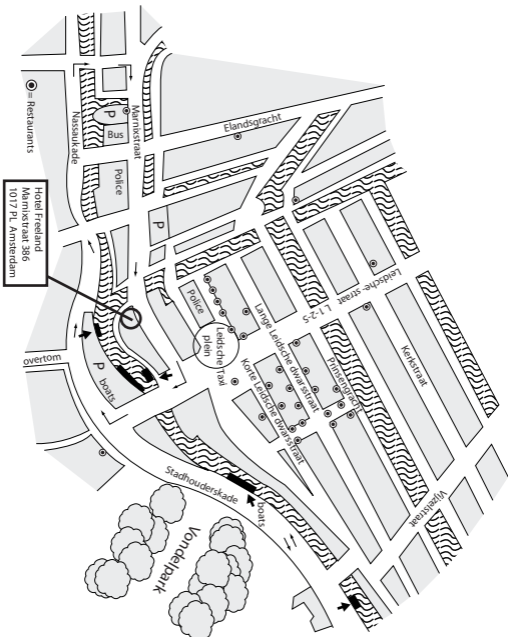 Hotel Freeland
Marnixstraat 386
1017 PL Amsterdam
= Restaurants
Nassaukade
Marnixstraat
P
Bus
Police
Elandsgracht
P
Police
Leidsche Taxi
plein
Leidsche-straat
L 1-2-5
Lange Leidsche dwarsstraat
Korte Leidsche dwarsstraat
Prinsengracht
Kerkstraat
Vijzelstraat
overtom
P
boats
Stadhouderskade
boats
Vondelpark